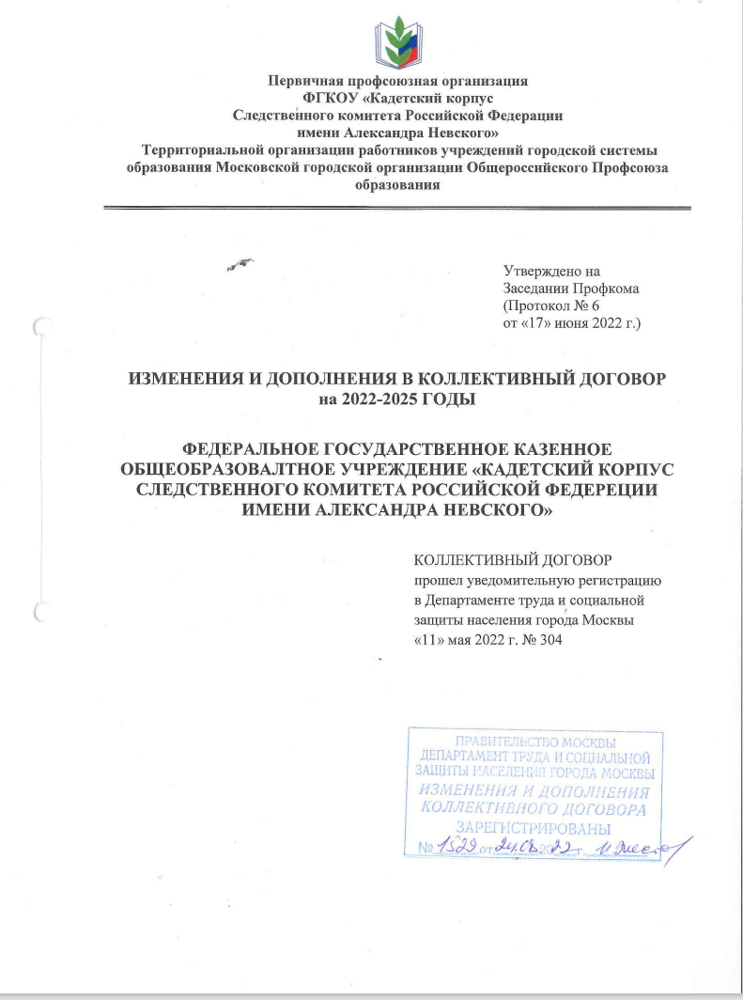 Первичная профсоюзная организация
ФГКОУ «Кадетский корпус
Следственного комитета Российской Федерации
имени Александра Невского»
Территориальной организации работников учреждений городской системы
образования Московской городской организации Общероссийского Профсоюза
образования
Утверждено на
Заседании Профкома
(Протокол № 6
от «17» июня 2022 г.)
ИЗМЕНЕНИЯ И ДОПОЛНЕНИЯ В КОЛЛЕКТИВНЫЙ ДОГОВОР
на 2022-2025 ГОДЫ
ФЕДЕРАЛЬНОЕ ГОСУДАРСТВЕННОЕ КАЗЕННОЕ
ОБЩЕОБРАЗОВАЛТНОЕ УЧРЕЖДЕНИЕ «КАДЕТСКИЙ КОРПУС
СЛЕДСТВЕННОГО КОМИТЕТА РОССИЙСКОЙ ФЕДЕРЕЦИИ
ИМЕНИ АЛЕКСАНДРА НЕВСКОГО»
КОЛЛЕКТИВНЫЙ ДОГОВОР
прошел уведомительную регистрацию
в Департаменте труда и социальной
защиты населения города Москвы
«11» мая 2022 г. № 304
ПРАВИТЕЛЬСТВО МОСКВЫ
ДЕПАРТАМЕНТ ТРУДА И СОЦИАЛЬНОЙ
ЗАЩИТЫ НАСЕЛЕНИЯ ГОРОДА МОСКВЫ
ИЗМЕНЕНИЯ И ДОПОЛНЕНИЯ
КОЛЛЕКТИВНОГО ДОГОВОРА
ЗАРЕГИСТРИРОВАНЫ
№ 1529 от 24.08 2022 г.